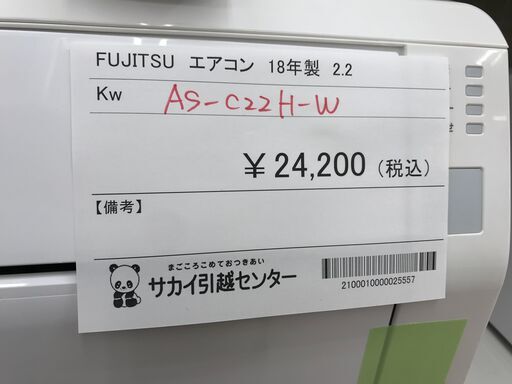 FUJITSU エアコン 18年製 2.2
Kw AS-C22H-W
￥24,200（税込）
【備考】
まごころこめておつきあい
サカイ引越センター
2100010000025557